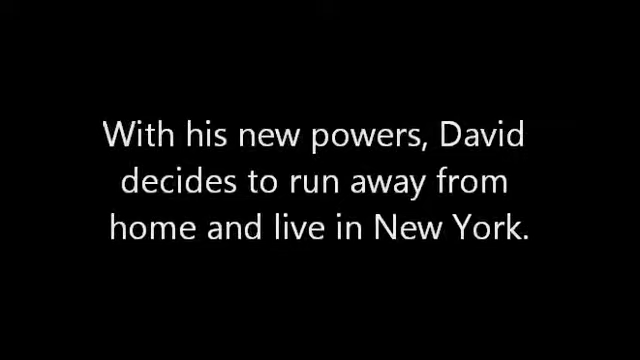 With his new powers, David
decides to run away from
home and live in New York.